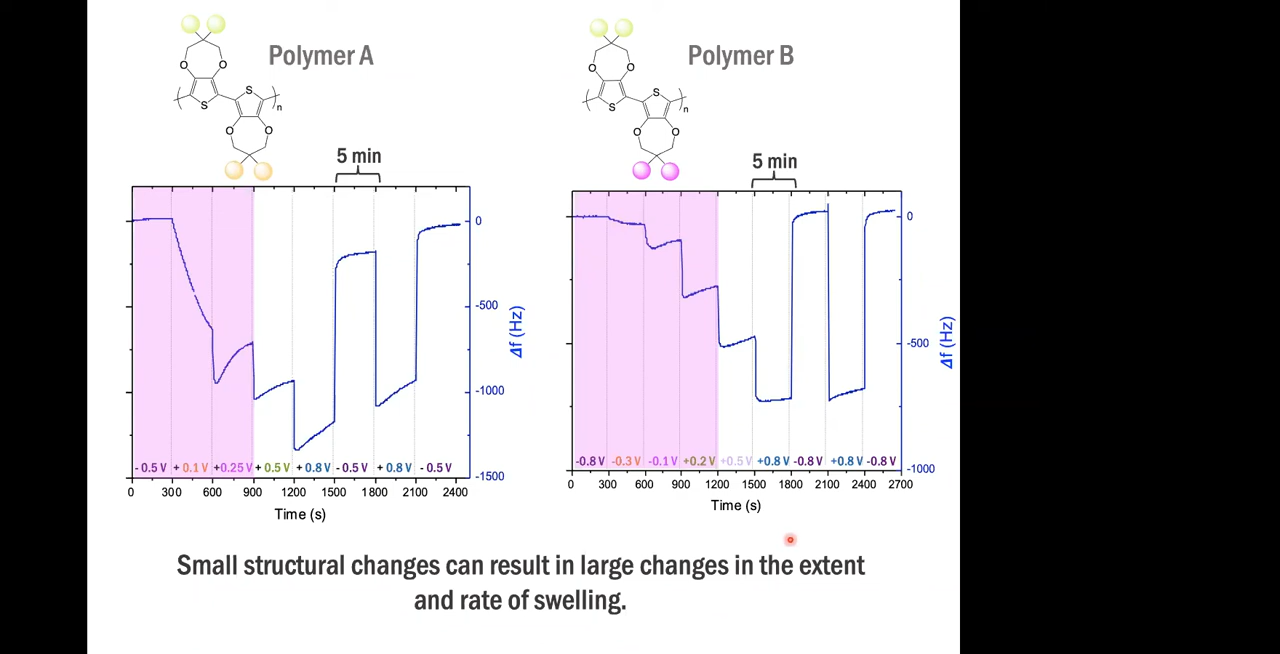 Polymer A
O O
S
S
n
O O
5 min
0
-500
-1000
-1500
Δf (Hz)
- 0.5 V + 0.1 V +0.25 V + 0.5 V + 0.8 V - 0.5 V + 0.8 V - 0.5 V
0 300 600 900 1200 1500 1800 2100 2400
Time (s)
Polymer B
O O
S
S
n
O O
5 min
0
-500
-1000
Δf (Hz)
-0.8 V -0.3 V -0.1 V +0.2 V +0.5 V +0.8 V -0.8 V +0.8 V -0.8 V
0 300 600 900 1200 1500 1800 2100 2400 2700
Time (s)
Small structural changes can result in large changes in the extent
and rate of swelling.